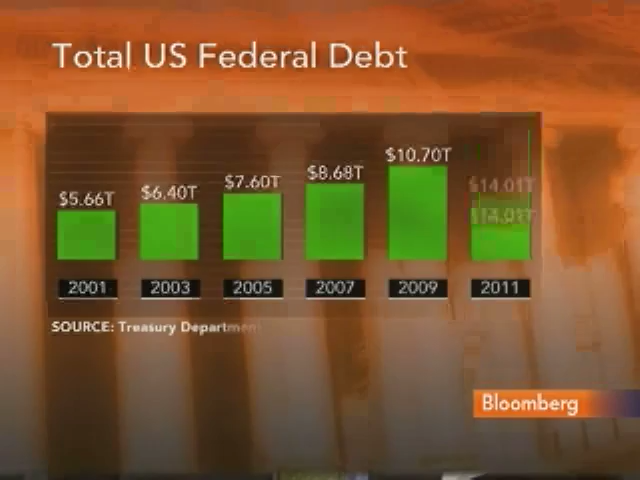 Total US Federal Debt
$5.66T
$6.40T
$7.60T
$8.68T
$10.70T
$14.01T
$14.01T
2001 2003 2005 2007 2009 2011
SOURCE: Treasury Department
Bloomberg